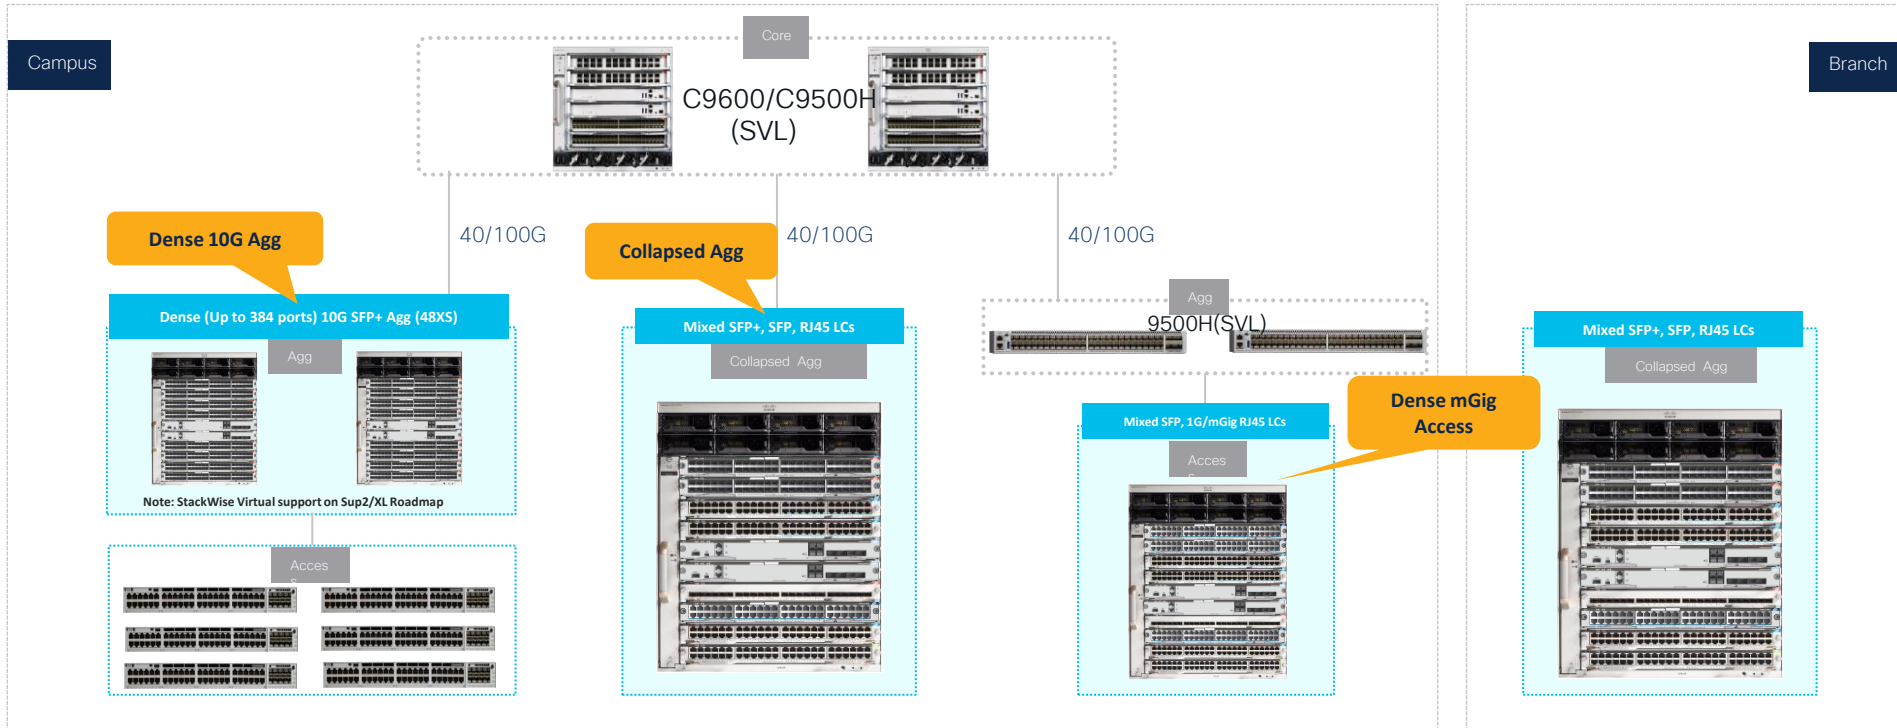 Campus
Core
Branch
C9600/C9500H
(SVL)
Dense 10G Agg
40/100G
Collapsed Agg
40/100G
40/100G
Dense (Up to 384 ports) 10G SFP+ Agg (48XS)
Agg
Note: StackWise Virtual support on Sup2/XL Roadmap
Acces
s
Mixed SFP+, SFP, RJ45 LCs
Collapsed Agg
Agg
9500H(SVL)
Mixed SFP, 1G/mGig RJ45 LCs
Acces
s
Dense mGig
Access
Mixed SFP+, SFP, RJ45 LCs
Collapsed Agg